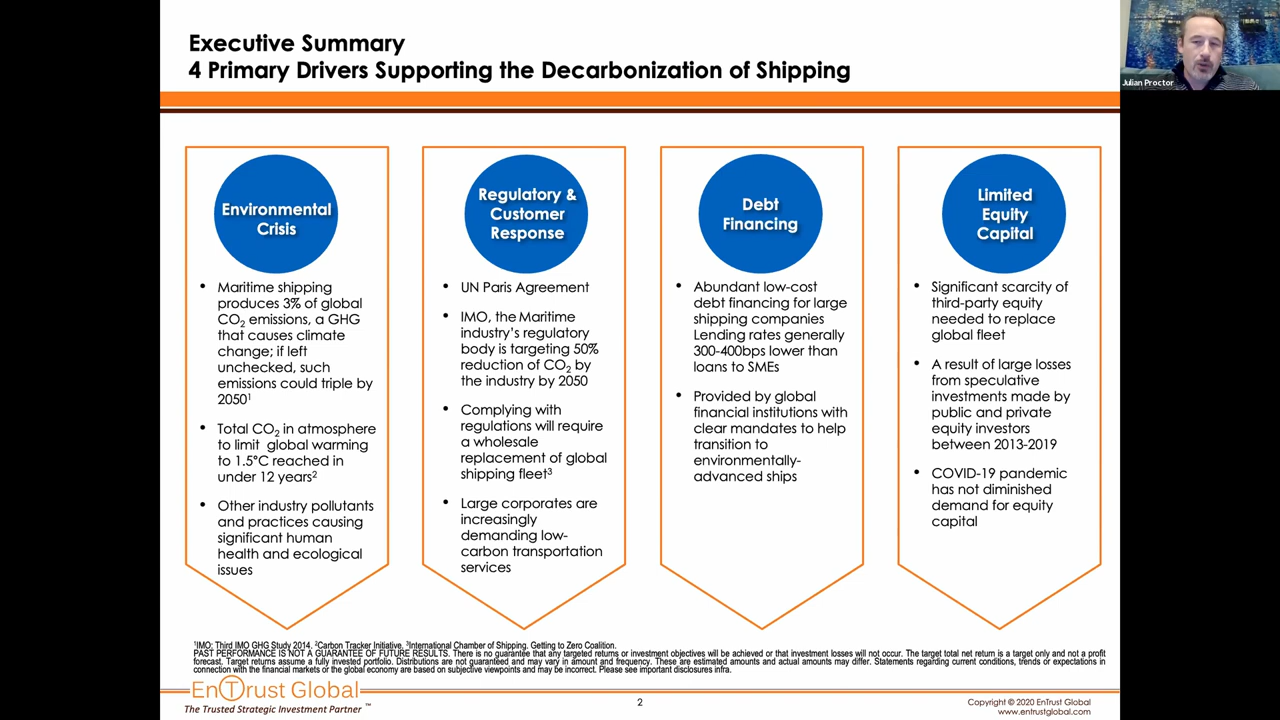 Executive Summary
4 Primary Drivers Supporting the Decarbonization of Shipping
Julian Proctor
Environmental
Crisis
• Maritime shipping
produces 3% of global
CO₂ emissions, a GHG
that causes climate
change; if left
unchecked, such
emissions could triple by
2050¹
• Total CO₂ in atmosphere
to limit global warming
to 1.5°C reached in
under 12 years²
• Other industry pollutants
and practices causing
significant human
health and ecological
issues
Regulatory &
Customer
Response
• UN Paris Agreement
• IMO, the Maritime
industry's regulatory
body is targeting 50%
reduction of CO₂ by
the industry by 2050
• Complying with
regulations will require
a wholesale
replacement of global
shipping fleet³
• Large corporates are
increasingly
demanding low-
carbon transportation
services
Debt
Financing
• Abundant low-cost
debt financing for large
shipping companies
Lending rates generally
300-400bps lower than
loans to SMEs
• Provided by global
financial institutions with
clear mandates to help
transition to
environmentally-
advanced ships
Limited
Equity
Capital
• Significant scarcity of
third-party equity
needed to replace
global fleet
• A result of large losses
from speculative
investments made by
public and private
equity investors
between 2013-2019
• COVID-19 pandemic
has not diminished
demand for equity
capital
¹IMO; Third IMO GHG Study 2014. ²Carbon Tracker Initiative. ³International Chamber of Shipping. Getting to Zero Coalition.
PAST PERFORMANCE IS NOT A GUARANTEE OF FUTURE RESULTS. There is no guarantee that any targeted returns or investment objectives will be achieved or that investment losses will not occur. The target total net return is a target only and not a profit
forecast. Target returns assume a fully invested portfolio. Distributions are not guaranteed and may vary in amount and frequency. These are estimated amounts and actual amounts may differ. Statements regarding current conditions, trends or expectations in
connection with the financial markets or the global economy are based on subjective viewpoints and may be incorrect. Please see important disclosures infra.
EnTrust Global
The Trusted Strategic Investment Partner ™
2
Copyright © 2020 EnTrust Global
www.entrustglobal.com